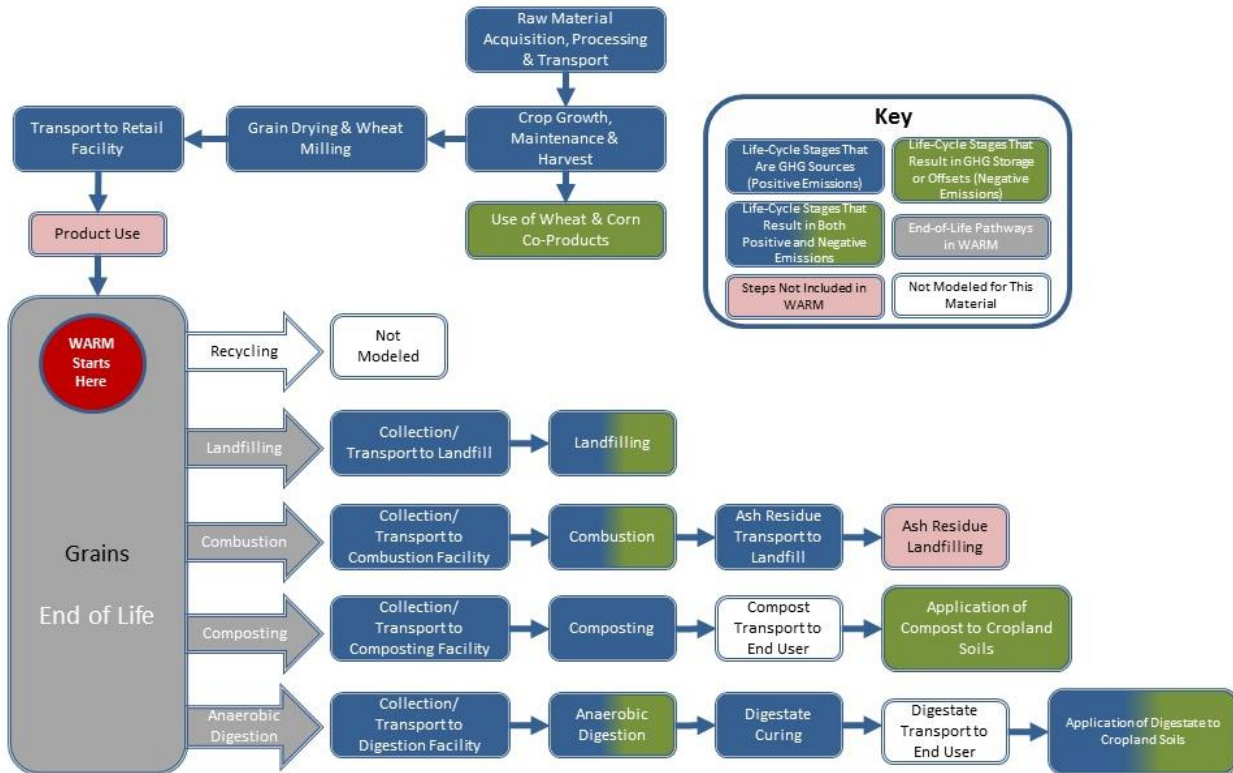 Raw Material
Acquisition, Processing
& Transport
Transport to Retail
Facility
Grain Drying & Wheat
Milling
Crop Growth,
Maintenance &
Harvest
Product Use
Use of Wheat & Corn
Co-Products
Key
Life-Cycle Stages That
Are GHG Sources
(Positive Emissions)
Life-Cycle Stages That
Result in GHG Storage
or Offsets (Negative
Emissions)
Life-Cycle Stages That
Result in Both
Positive and Negative
Emissions
End-of-Life Pathways
in WARM
Steps Not Included in
WARM
Not Modeled for This
Material
WARM
Starts
Here
Grains
End of Life
Recycling
Not
Modeled
Landfilling
Collection/
Transport to Landfill
Landfilling
Combustion
Collection/
Transport to
Combustion Facility
Combustion
Ash Residue
Transport to
Landfill
Ash Residue
Landfilling
Composting
Collection/
Transport to
Composting Facility
Composting
Compost
Transport to
End User
Application of
Compost to Cropland
Soils
Anaerobic
Digestion
Collection/
Transport to
Digestion Facility
Anaerobic
Digestion
Digestate
Curing
Digestate
Transport to
End User
Application of Digestate to
Cropland Soils